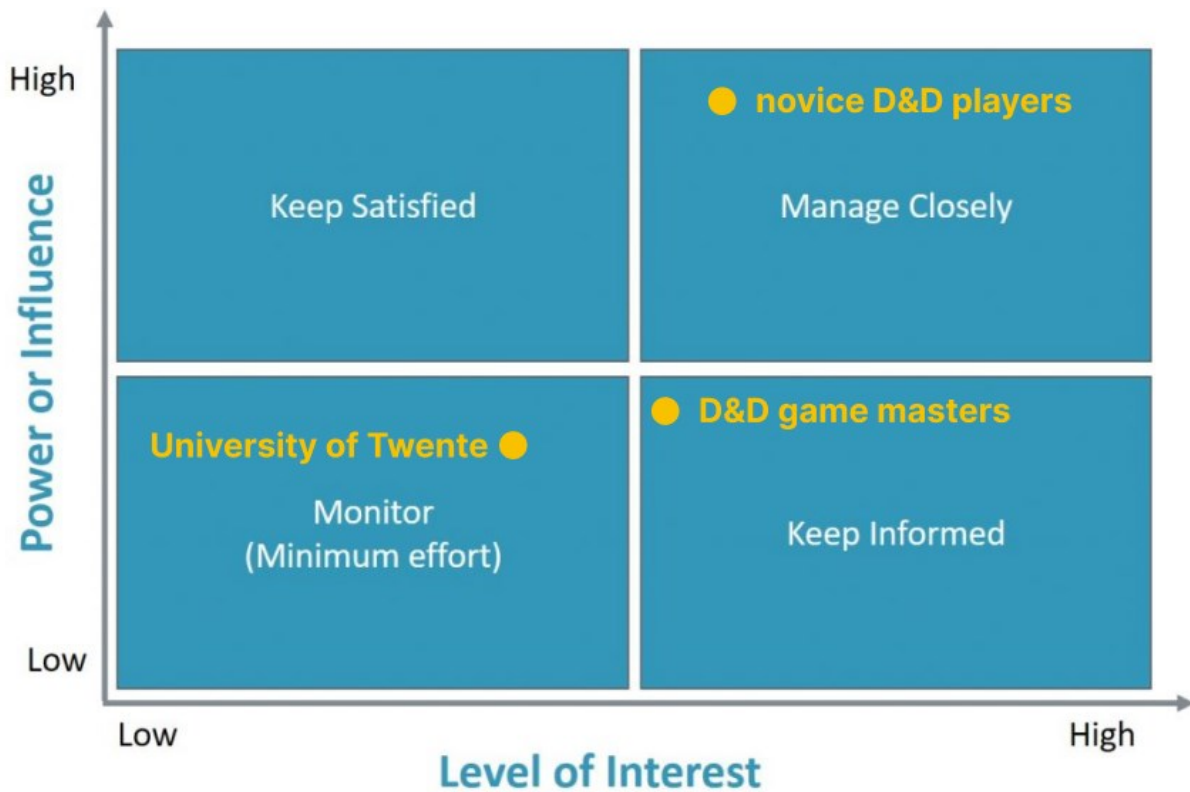 High
novice D&D players
Keep Satisfied
Manage Closely
Power or Influence
D&D game masters
University of Twente
Monitor
(Minimum effort)
Keep Informed
Low
Low
High
Level of Interest